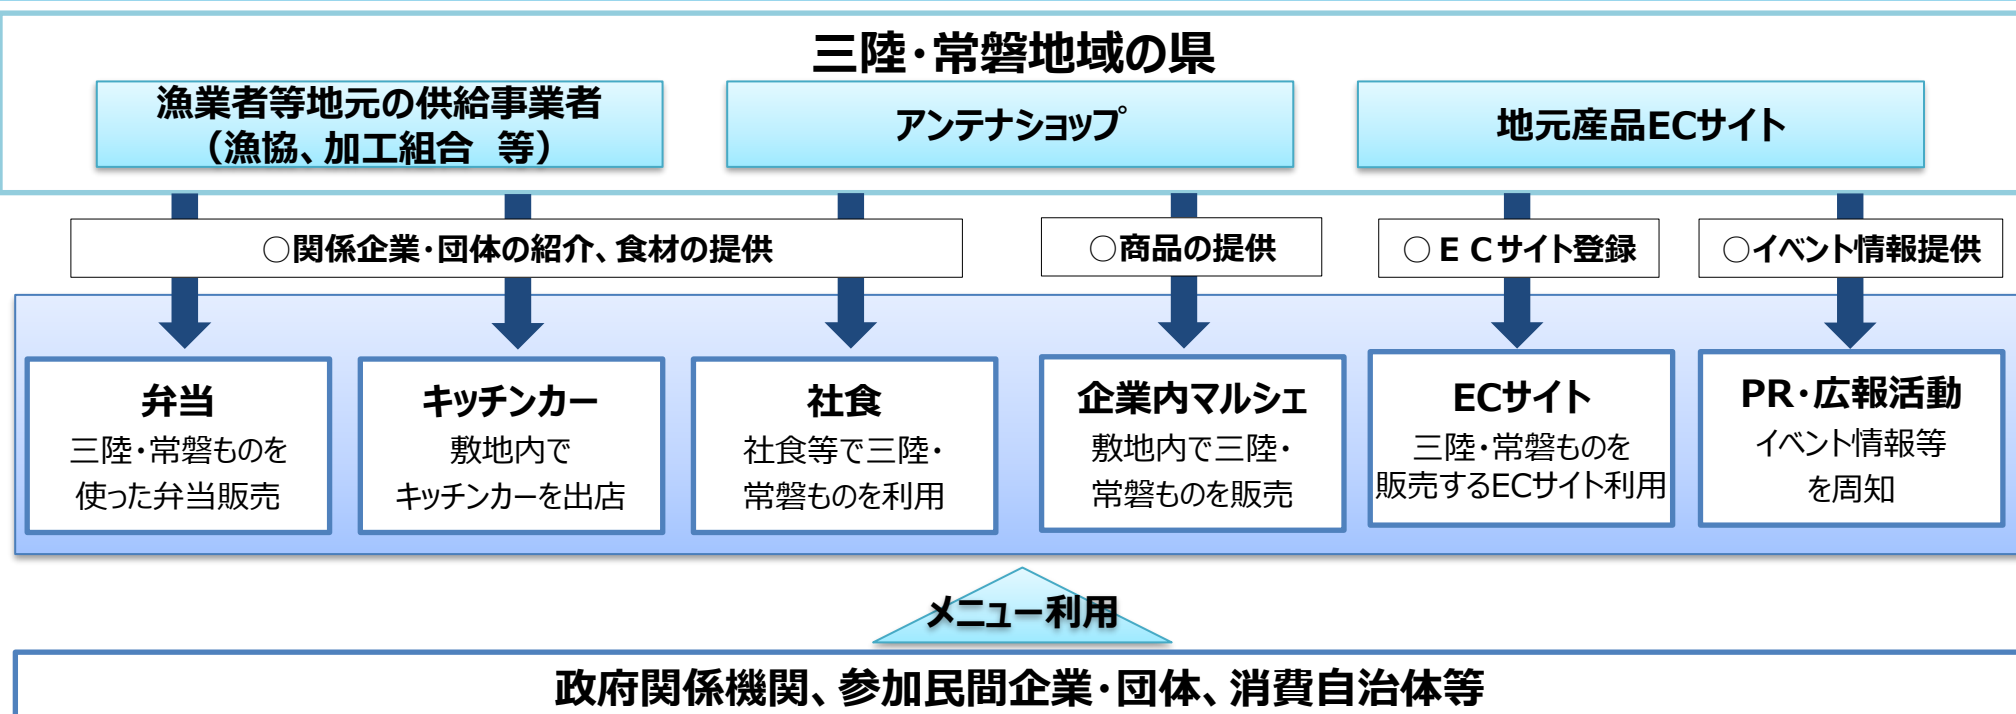 三陸・常磐地域の県
漁業者等地元の供給事業者
（漁協、加工組合　等）
アンテナショップ
地元産品ECサイト
○関係企業・団体の紹介、食材の提供
○商品の提供
○ＥＣサイト登録
○イベント情報提供
弁当
三陸・常磐ものを
使った弁当販売
キッチンカー
敷地内で
キッチンカーを出店
社食
社食等で三陸・
常磐ものを利用
企業内マルシェ
敷地内で三陸・
常磐ものを販売
ECサイト
三陸・常磐ものを
販売するECサイト利用
PR・広報活動
イベント情報等
を周知
メニュー利用
政府関係機関、参加民間企業・団体、消費自治体等